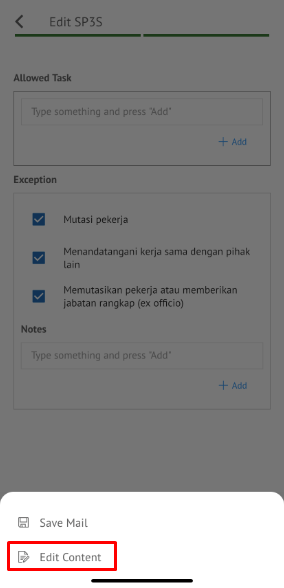 Edit SP3S
Allowed Task
Type something and press "Add"
+ Add
Exception
Mutasi pekerja
Menandatangani kerja sama dengan pihak
lain
Memutasikan pekerja atau memberikan
jabatan rangkap (ex officio)
Notes
Type something and press "Add"
+ Add
Save Mail
Edit Content